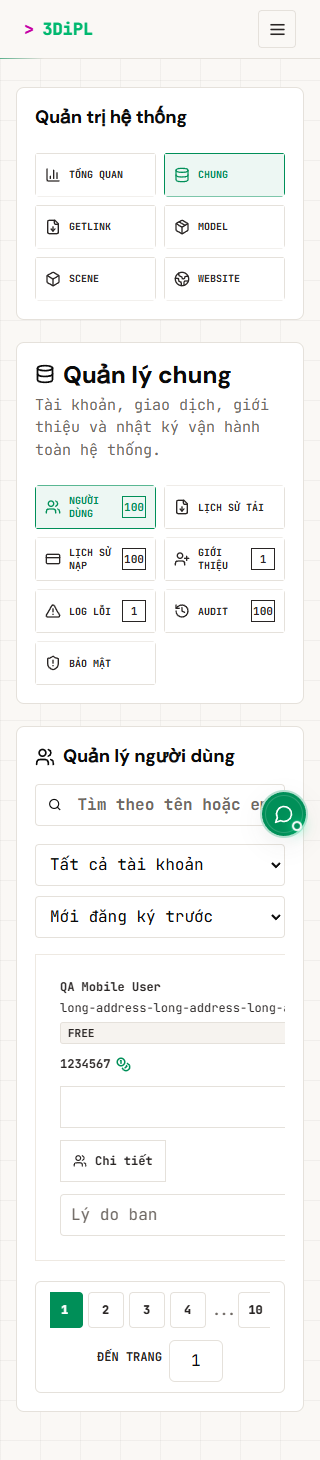 > 3DiPL
Quản trị hệ thống
TỔNG QUAN
CHUNG
GETLINK
MODEL
SCENE
WEBSITE
Quản lý chung
Tài khoản, giao dịch, giới
thiệu và nhật ký vận hành
toàn hệ thống.
NGƯỜI
DÙNG
100
LỊCH SỬ TẢI
LỊCH SỬ
NẠP
100
GIỚI
THIỆU
1
LOG LỖI
1
AUDIT
100
BẢO MẬT
Quản lý người dùng
Tìm theo tên hoặc
Tất cả tài khoản
Mới đăng ký trước
QA Mobile User
long-address-long-address-long-
FREE
1234567
Chi tiết
Lý do ban
1
2
3
4
...
10
ĐẾN TRANG
1